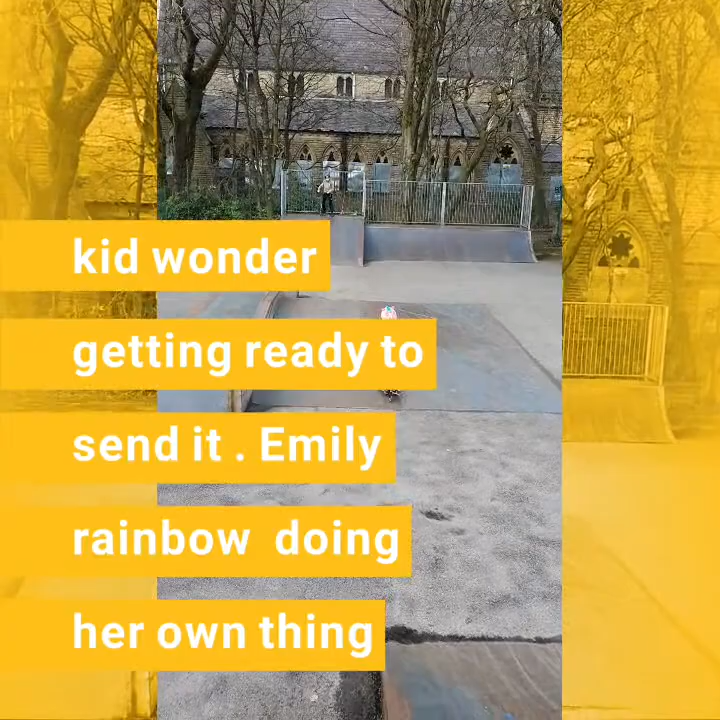 kid wonder
getting ready to
send it . Emily
rainbow  doing
her own thing